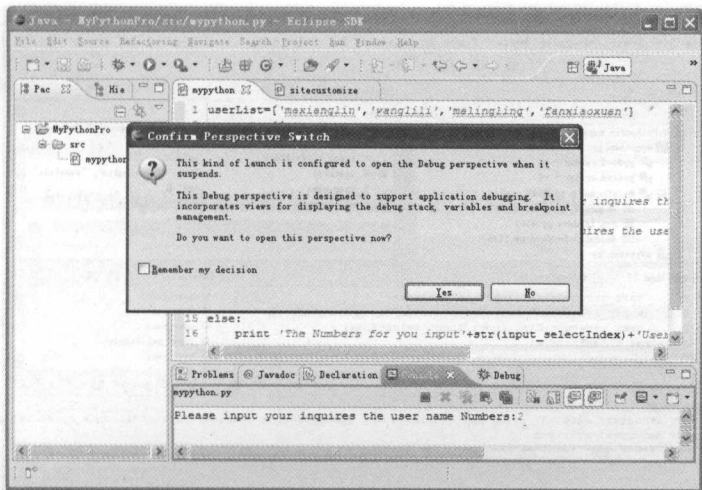 Java - MyPythonPro/src/mypython.py - Eclipse SDK
File Edit Source Refactoring Navigate Search Project Run Window Help
Java
Pac Hie
mypython sitecustomize
1 userList=['maxianglin','wanglili','malingling','fanxiaoxuan']
MyPythonPro
src
mypython
Confirm Perspective Switch
This kind of launch is configured to open the Debug perspective when it
suspends.
This Debug perspective is designed to support application debugging. It
incorporates views for displaying the debug stack, variables and breakpoint
management.
Do you want to open this perspective now?
Remember my decision
Yes No
inquires th
ires the use
15 else:
16 print 'The Numbers for you input'+str(input_selectIndex)+'User
Problems @ Javadoc Declaration Console Debug
mypython.py
Please input your inquires the user name Numbers:2